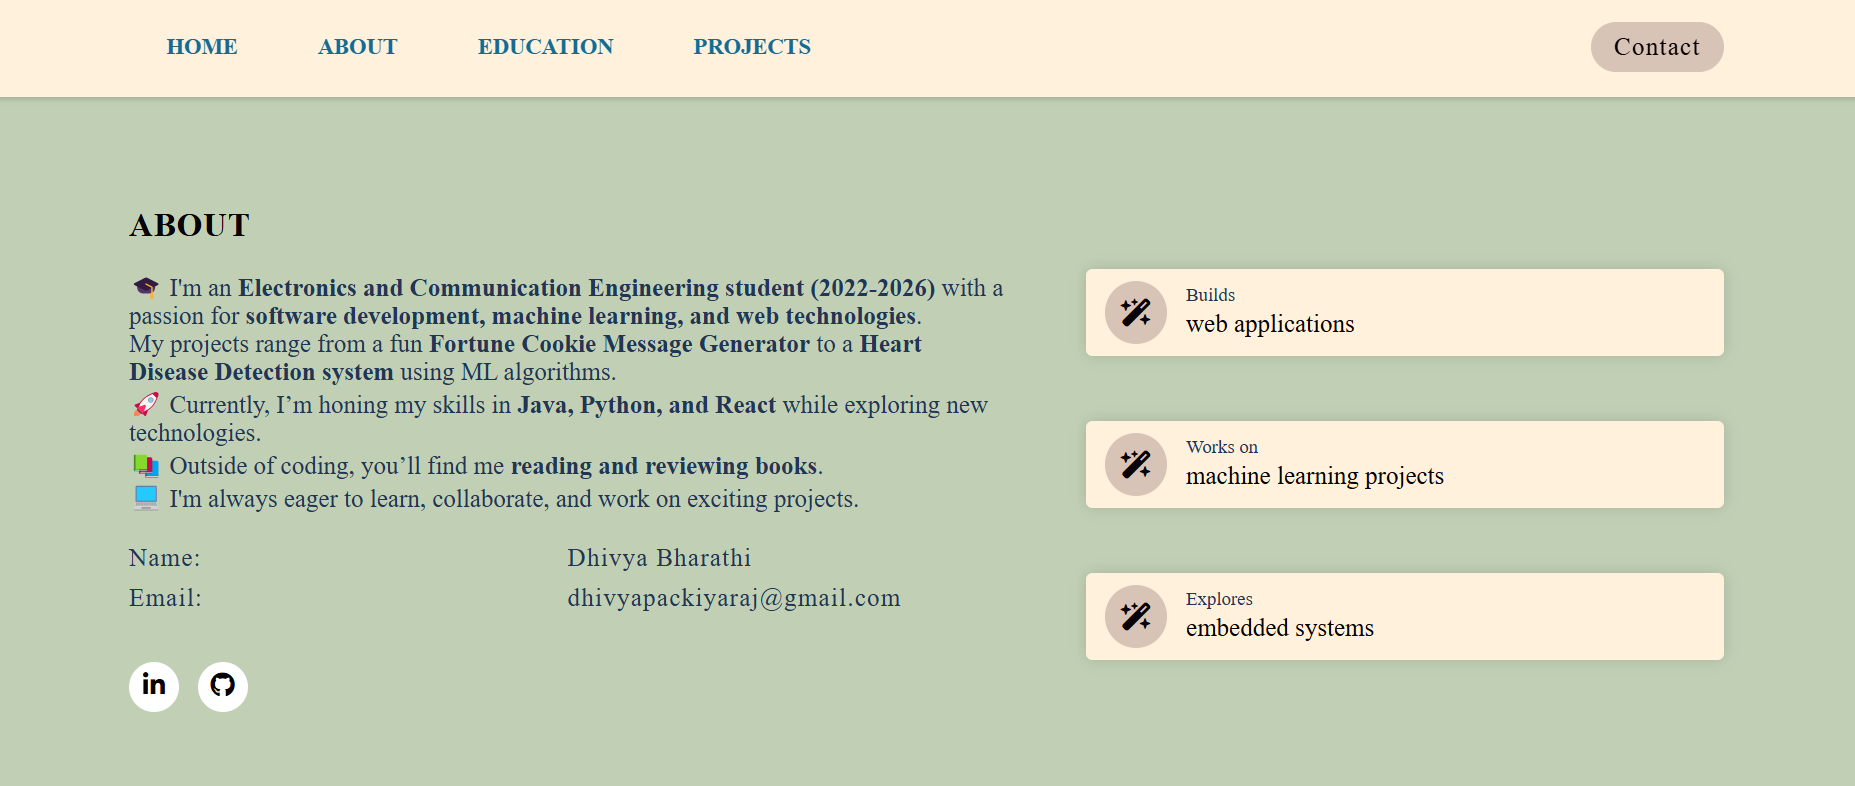 HOME ABOUT EDUCATION PROJECTS Contact
ABOUT
🎓 I'm an Electronics and Communication Engineering student (2022-2026) with a
passion for software development, machine learning, and web technologies.
My projects range from a fun Fortune Cookie Message Generator to a Heart
Disease Detection system using ML algorithms.
🚀 Currently, I’m honing my skills in Java, Python, and React while exploring new
technologies.
📚 Outside of coding, you’ll find me reading and reviewing books.
💻 I'm always eager to learn, collaborate, and work on exciting projects.
Name: Dhivya Bharathi
Email: dhivyapackiyaraj@gmail.com
in
Builds
web applications
Works on
machine learning projects
Explores
embedded systems